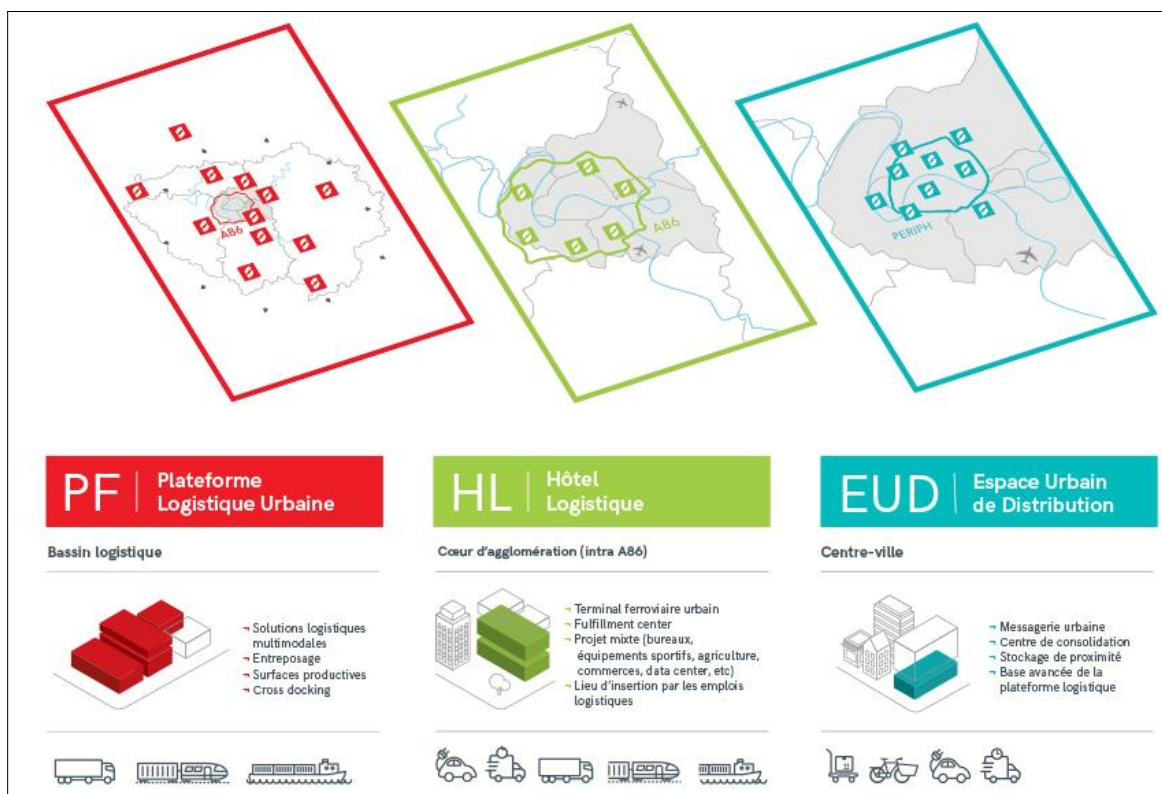 A86
A86
PERIPH
PF
Plateforme
Logistique Urbaine
Bassin logistique
¬ Solutions logistiques
multimodales
¬ Entreposage
¬ Surfaces productives
¬ Cross docking
HL
Hôtel
Logistique
Cœur d'agglomération (intra A86)
¬ Terminal ferroviaire urbain
¬ Fulfillment center
¬ Projet mixte (bureaux,
équipements sportifs, agriculture,
commerces, data center, etc)
¬ Lieu d'insertion par les emplois
logistiques
EUD
Espace Urbain
de Distribution
Centre-ville
¬ Messagerie urbaine
¬ Centre de consolidation
¬ Stockage de proximité
¬ Base avancée de la
plateforme logistique